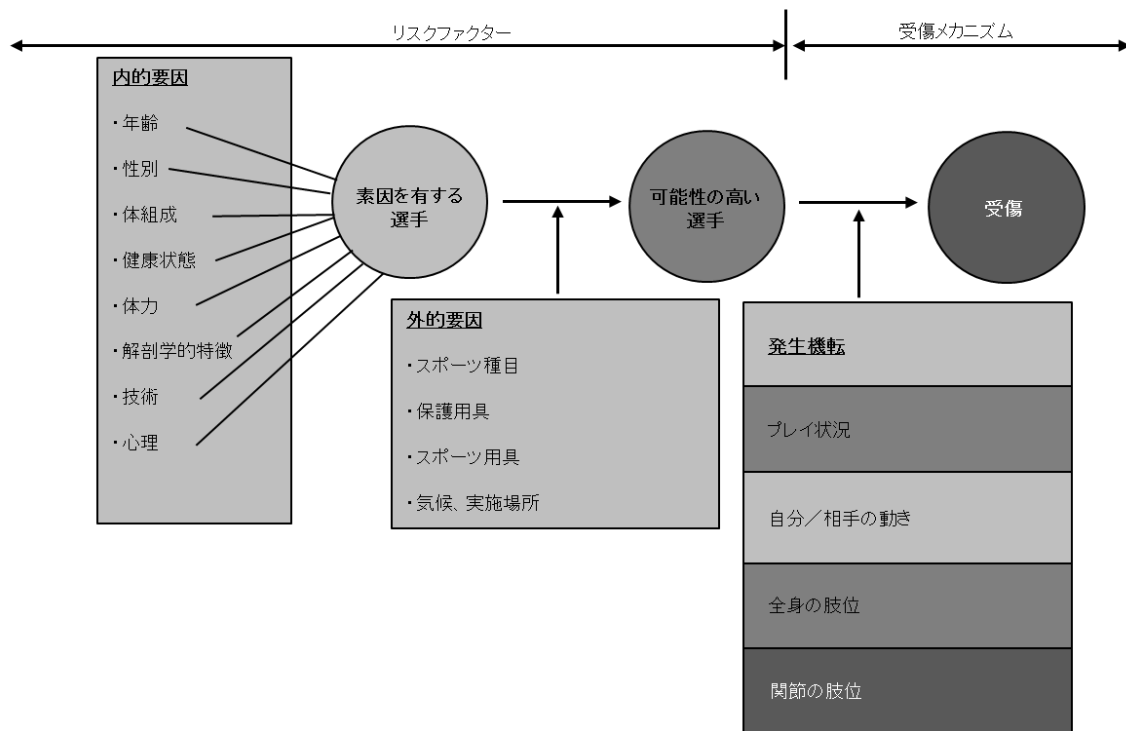 リスクファクター
受傷メカニズム
内的要因
・年齢
・性別
・体組成
・健康状態
・体力
・解剖学的特徴
・技術
・心理
素因を有する
選手
可能性の高い
選手
受傷
外的要因
・スポーツ種目
・保護用具
・スポーツ用具
・気候、実施場所
発生機転
プレイ状況
自分／相手の動き
全身の肢位
関節の肢位